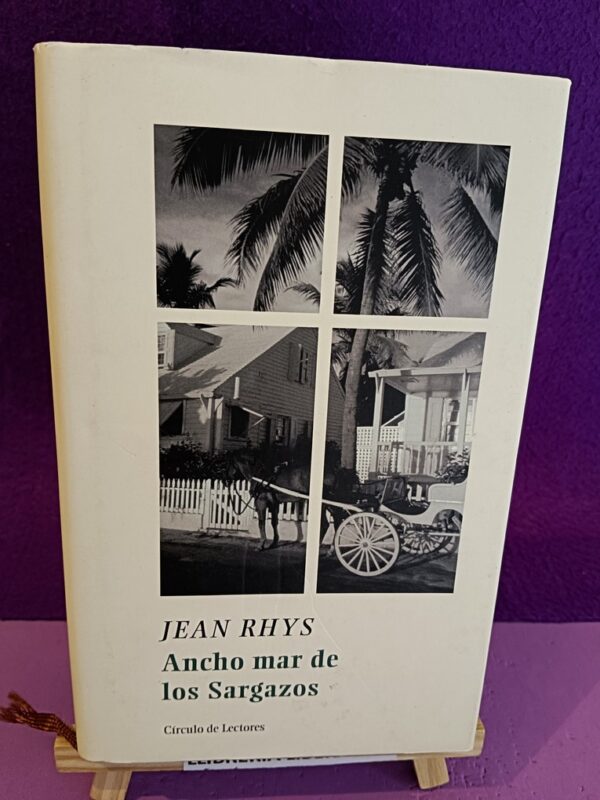 JEAN RHYS
Ancho mar de
los Sargazos
Círculo de Lectores